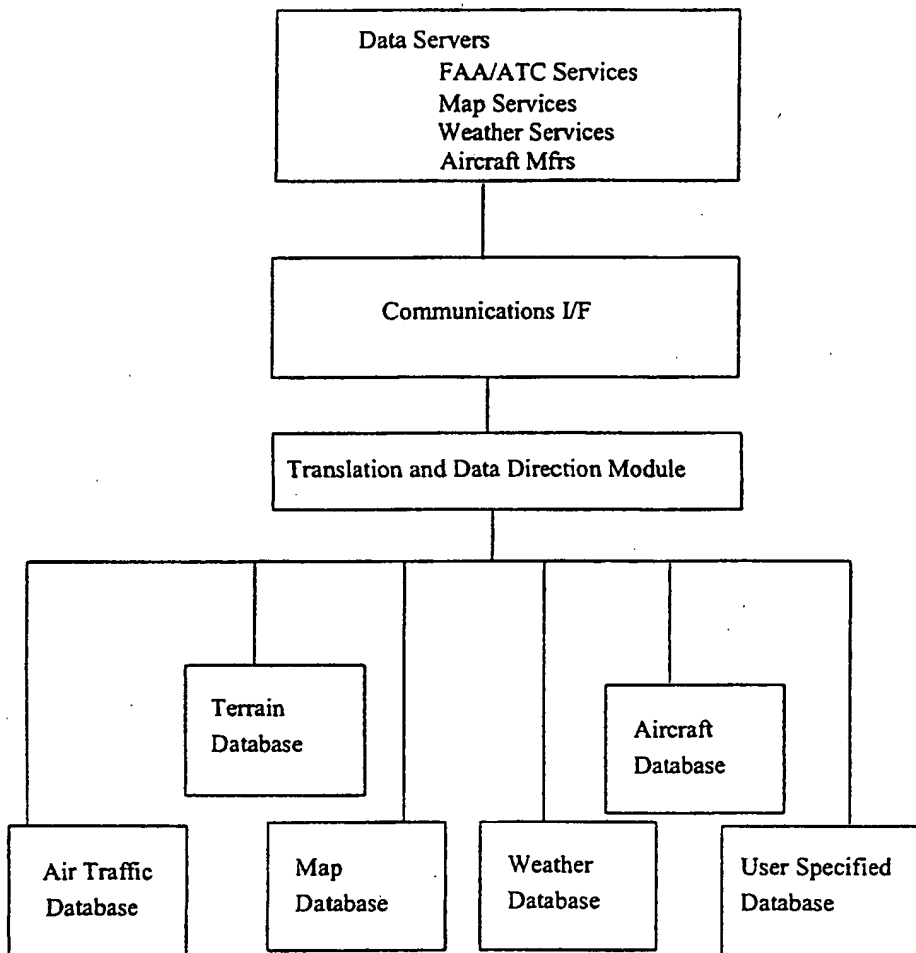 Data Servers
FAA/ATC Services
Map Services
Weather Services
Aircraft Mfrs
Communications I/F
Translation and Data Direction Module
Terrain
Database
Aircraft
Database
Air Traffic
Database
Map
Database
Weather
Database
User Specified
Database